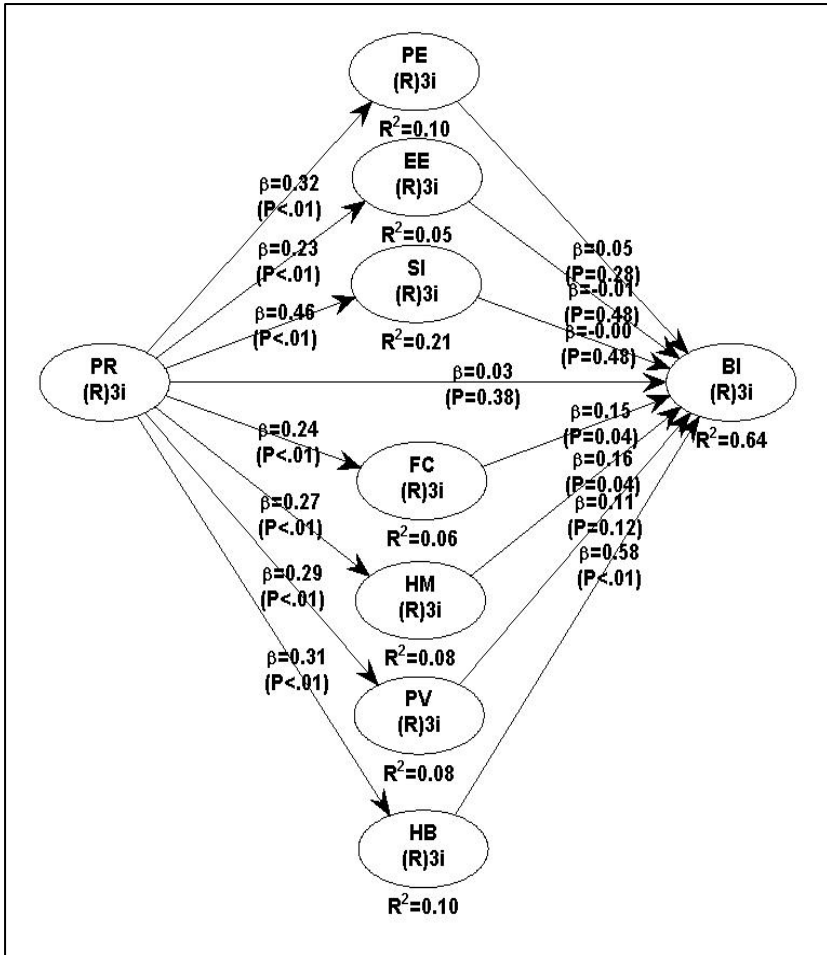 PE
(R)3i
R²=0.10
EE
(R)3i
R²=0.05
SI
(R)3i
R²=0.21
β=0.32
(P<.01)
β=0.23
(P<.01)
β=0.46
(P<.01)
β=0.05
(P=0.28)
β=-0.01
(P=0.48)
β=-0.00
(P=0.48)
PR
(R)3i
β=0.03
(P=0.38)
BI
(R)3i
R²=0.64
β=0.24
(P<.01)
β=0.27
(P<.01)
β=0.29
(P<.01)
β=0.31
(P<.01)
FC
(R)3i
R²=0.06
HM
(R)3i
R²=0.08
PV
(R)3i
R²=0.08
HB
(R)3i
R²=0.10
β=0.15
(P=0.04)
β=0.16
(P=0.04)
β=0.11
(P=0.12)
β=0.58
(P<.01)